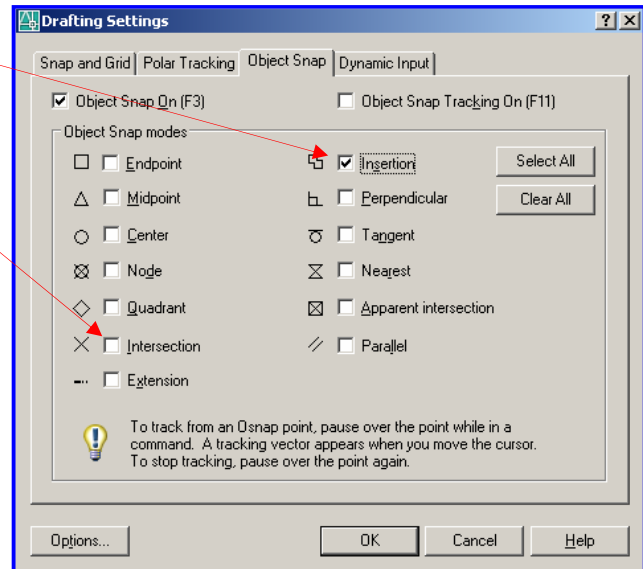 Drafting Settings
Snap and Grid Polar Tracking Object Snap Dynamic Input
Object Snap On (F3) Object Snap Tracking On (F11)
Object Snap modes
Endpoint Insertion Select All
Midpoint Perpendicular Clear All
Center Tangent
Node Nearest
Quadrant Apparent intersection
Intersection Parallel
Extension
To track from an Osnap point, pause over the point while in a
command. A tracking vector appears when you move the cursor.
To stop tracking, pause over the point again.
Options... OK Cancel Help